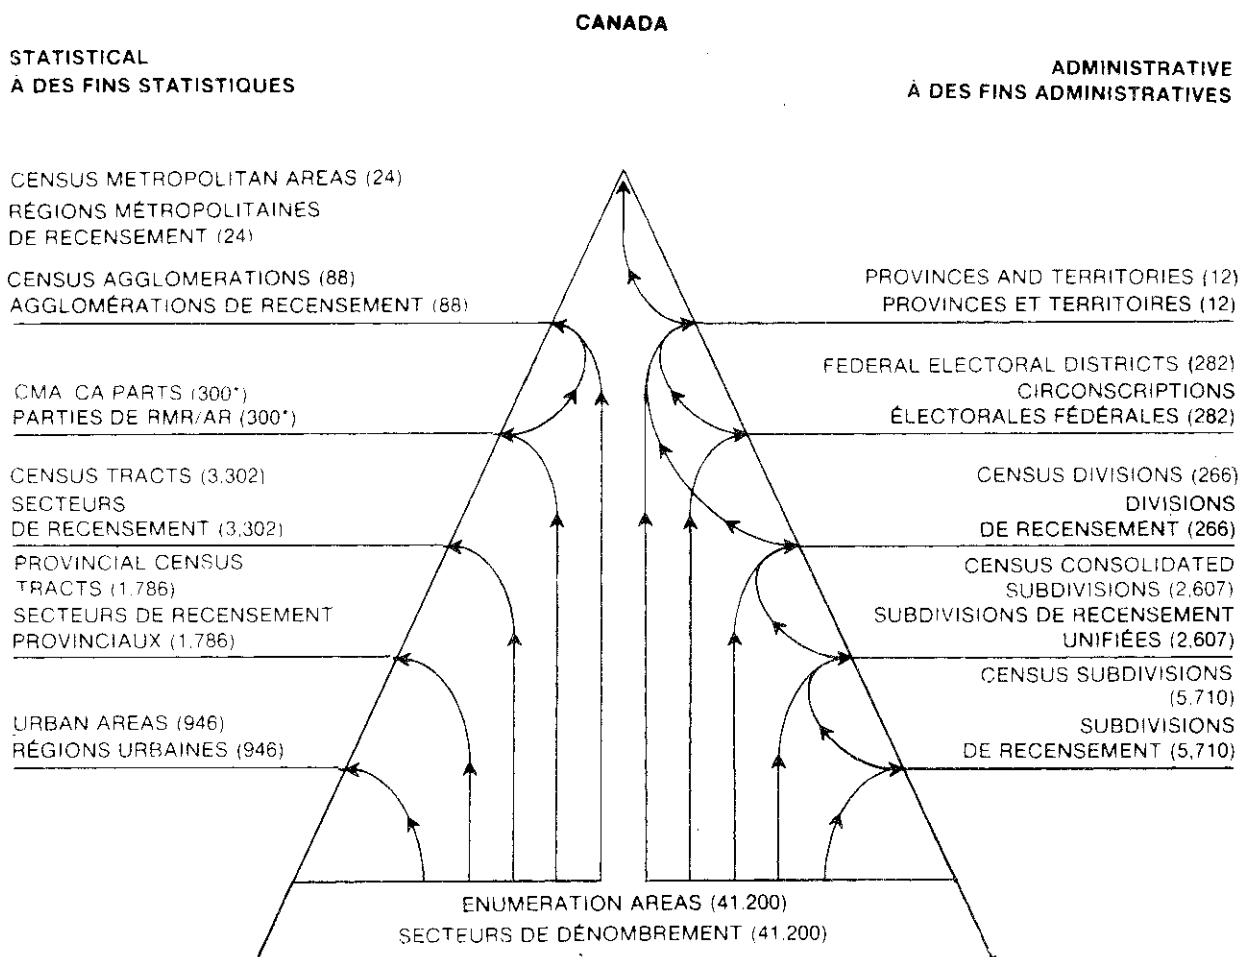 CANADA
STATISTICAL
À DES FINS STATISTIQUES
ADMINISTRATIVE
À DES FINS ADMINISTRATIVES
CENSUS METROPOLITAN AREAS (24)
RÉGIONS MÉTROPOLITAINES
DE RECENSEMENT (24)
CENSUS AGGLOMERATIONS (88)
AGGLOMÉRATIONS DE RECENSEMENT (88)
PROVINCES AND TERRITORIES (12)
PROVINCES ET TERRITOIRES (12)
CMA CA PARTS (300*)
PARTIES DE RMR/AR (300*)
FEDERAL ELECTORAL DISTRICTS (282)
CIRCONSCRIPTIONS
ÉLECTORALES FÉDÉRALES (282)
CENSUS TRACTS (3,302)
SECTEURS
DE RECENSEMENT (3,302)
CENSUS DIVISIONS (266)
DIVISIONS
DE RECENSEMENT (266)
PROVINCIAL CENSUS
TRACTS (1.786)
SECTEURS DE RECENSEMENT
PROVINCIAUX (1,786)
CENSUS CONSOLIDATED
SUBDIVISIONS (2,607)
SUBDIVISIONS DE RECENSEMENT
UNIFIÉES (2,607)
URBAN AREAS (946)
RÉGIONS URBAINES (946)
CENSUS SUBDIVISIONS
(5,710)
SUBDIVISIONS
DE RECENSEMENT (5,710)
ENUMERATION AREAS (41.200)
SECTEURS DE DÉNOMBREMENT (41.200)